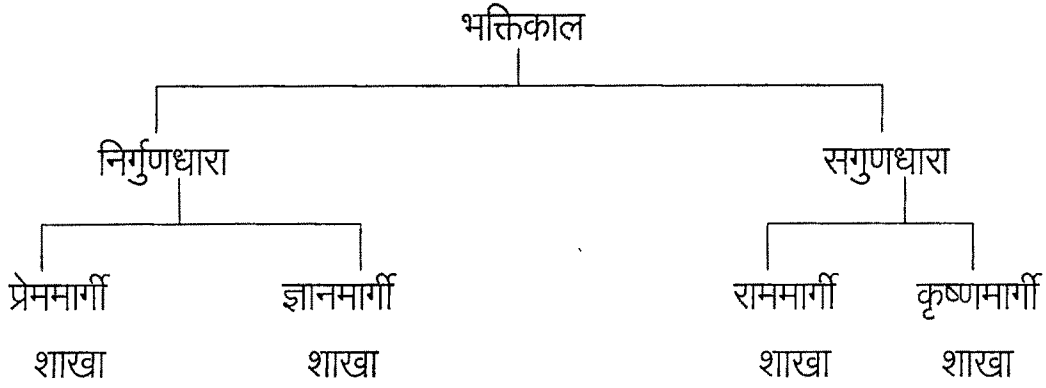 भक्तिकाल
निर्गुणधारा सगुणधारा
प्रेममार्गी ज्ञानमार्गी राममार्गी कृष्णमार्गी
शाखा शाखा शाखा शाखा